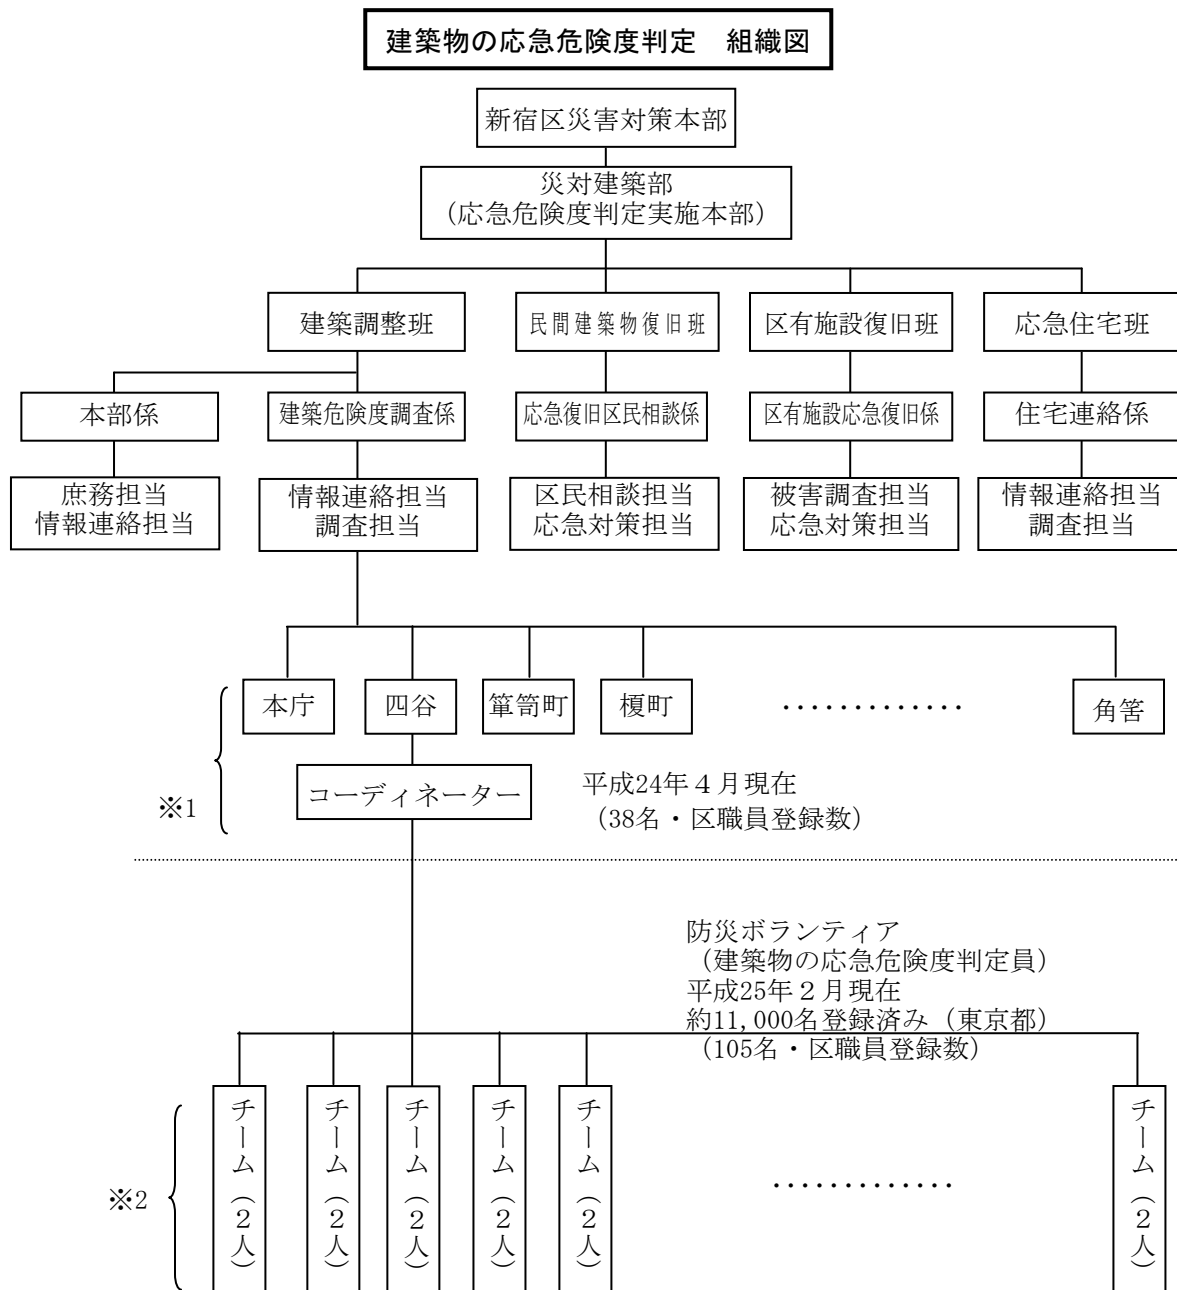 建築物の応急危険度判定　組織図
新宿区災害対策本部
災対建築部
（応急危険度判定実施本部）
建築調整班
民間建築物復旧班
区有施設復旧班
応急住宅班
本部係
建築危険度調査係
応急復旧区民相談係
区有施設応急復旧係
住宅連絡係
庶務担当
情報連絡担当
情報連絡担当
調査担当
区民相談担当
応急対策担当
被害調査担当
応急対策担当
情報連絡担当
調査担当
本庁
四谷
箪笥町
榎町
・・・・・・・・・・・・・
角筈
※1
コーディネーター
平成24年４月現在
（38名・区職員登録数）
防災ボランティア
（建築物の応急危険度判定員）
平成25年２月現在
約11,000名登録済み（東京都）
（105名・区職員登録数）
※2
チーム（２人）
チーム（２人）
チーム（２人）
チーム（２人）
チーム（２人）
・・・・・・・・・・・・・
チーム（２人）